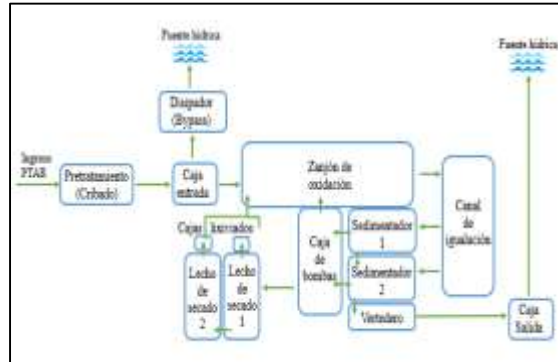 Fuente hídrica
Fuente hídrica
Disipador
(Bypass)
Ingreso
PTAR
Pretratamiento
(Cribado)
Caja
entrada
Zanjón de
oxidación
Canal
de
igualación
Cajas lixiviados
Caja
de
bombas
Sedimentador
1
Sedimentador
2
Lecho
de
secado
2
Lecho
de
secado
1
Vertedero
Caja
Salida